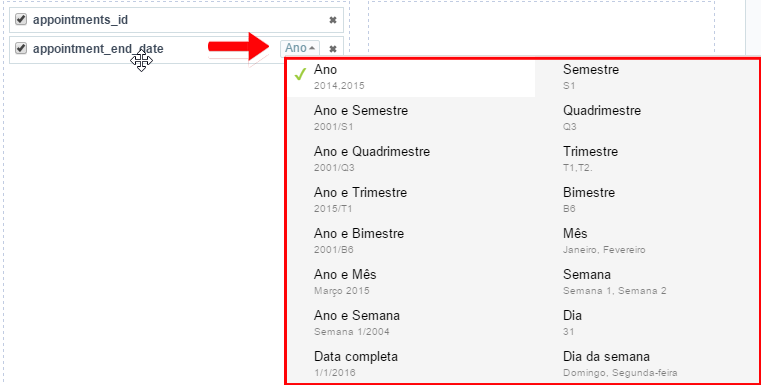 appointments_id
appointment_end_date
Ano
Ano
2014,2015
Ano e Semestre
2001/S1
Ano e Quadrimestre
2001/Q3
Ano e Trimestre
2015/T1
Ano e Bimestre
2001/B6
Ano e Mês
Março 2015
Ano e Semana
Semana 1/2004
Data completa
1/1/2016
Semestre
S1
Quadrimestre
Q3
Trimestre
T1,T2.
Bimestre
B6
Mês
Janeiro, Fevereiro
Semana
Semana 1, Semana 2
Dia
31
Dia da semana
Domingo, Segunda-feira